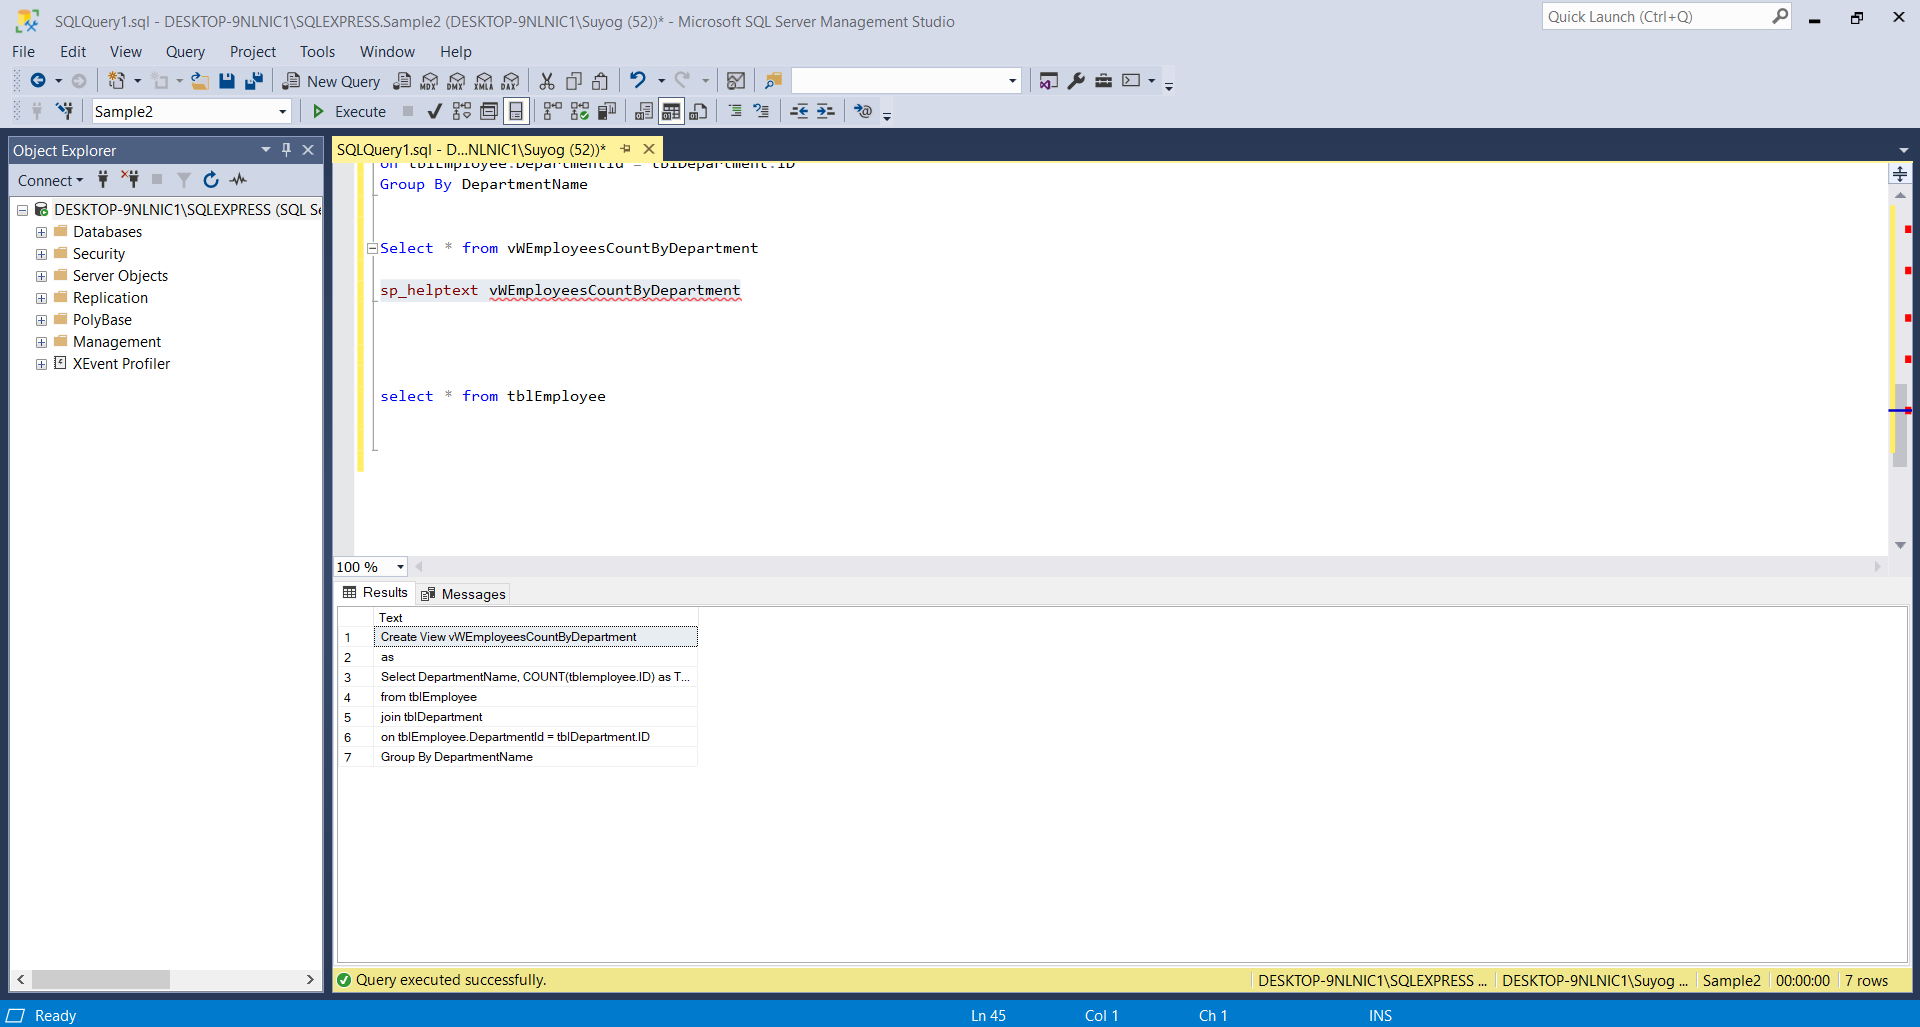 SQLQuery1.sql - DESKTOP-9NLNIC1\SQLEXPRESS.Sample2 (DESKTOP-9NLNIC1\Suyog (52))* - Microsoft SQL Server Management Studio
Quick Launch (Ctrl+Q)
File Edit View Query Project Tools Window Help
New Query MDX DMX XMLA DAX
Sample2 Execute
Object Explorer
SQLQuery1.sql - D...NLNIC1\Suyog (52))*
Connect
DESKTOP-9NLNIC1\SQLEXPRESS (SQL Se
Databases
Security
Server Objects
Replication
PolyBase
Management
XEvent Profiler
on tblEmployee.DepartmentId = tblDepartment.ID
Group By DepartmentName
Select * from vWEmployeesCountByDepartment
sp_helptext vWEmployeesCountByDepartment
select * from tblEmployee
100 %
Results Messages
Text
1 Create View vWEmployeesCountByDepartment
2 as
3 Select DepartmentName, COUNT(tblemployee.ID) as T...
4 from tblEmployee
5 join tblDepartment
6 on tblEmployee.DepartmentId = tblDepartment.ID
7 Group By DepartmentName
Query executed successfully.
DESKTOP-9NLNIC1\SQLEXPRESS ... DESKTOP-9NLNIC1\Suyog ... Sample2 00:00:00 7 rows
Ready Ln 45 Col 1 Ch 1 INS